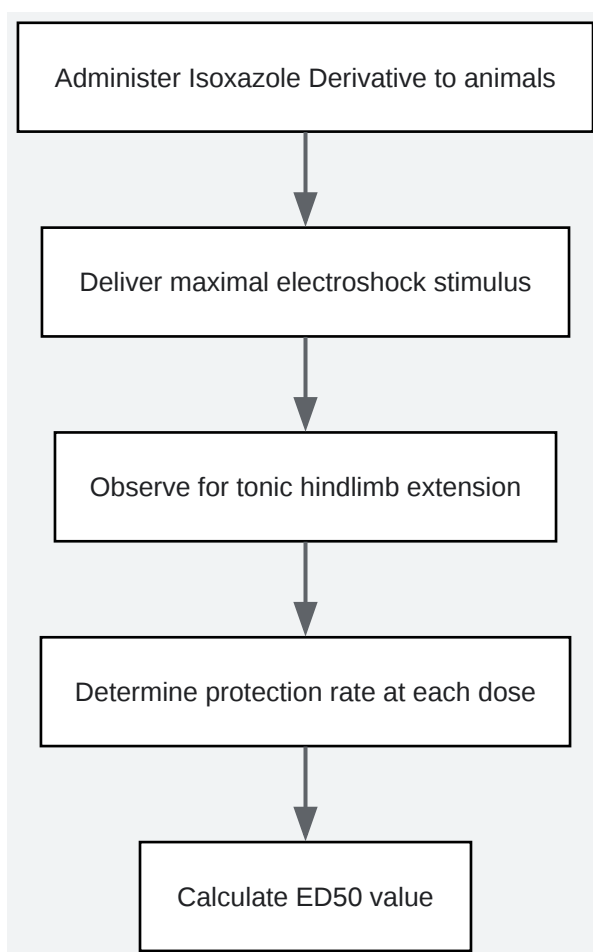 Administer Isoxazole Derivative to animals
Deliver maximal electroshock stimulus
Observe for tonic hindlimb extension
Determine protection rate at each dose
Calculate ED50 value